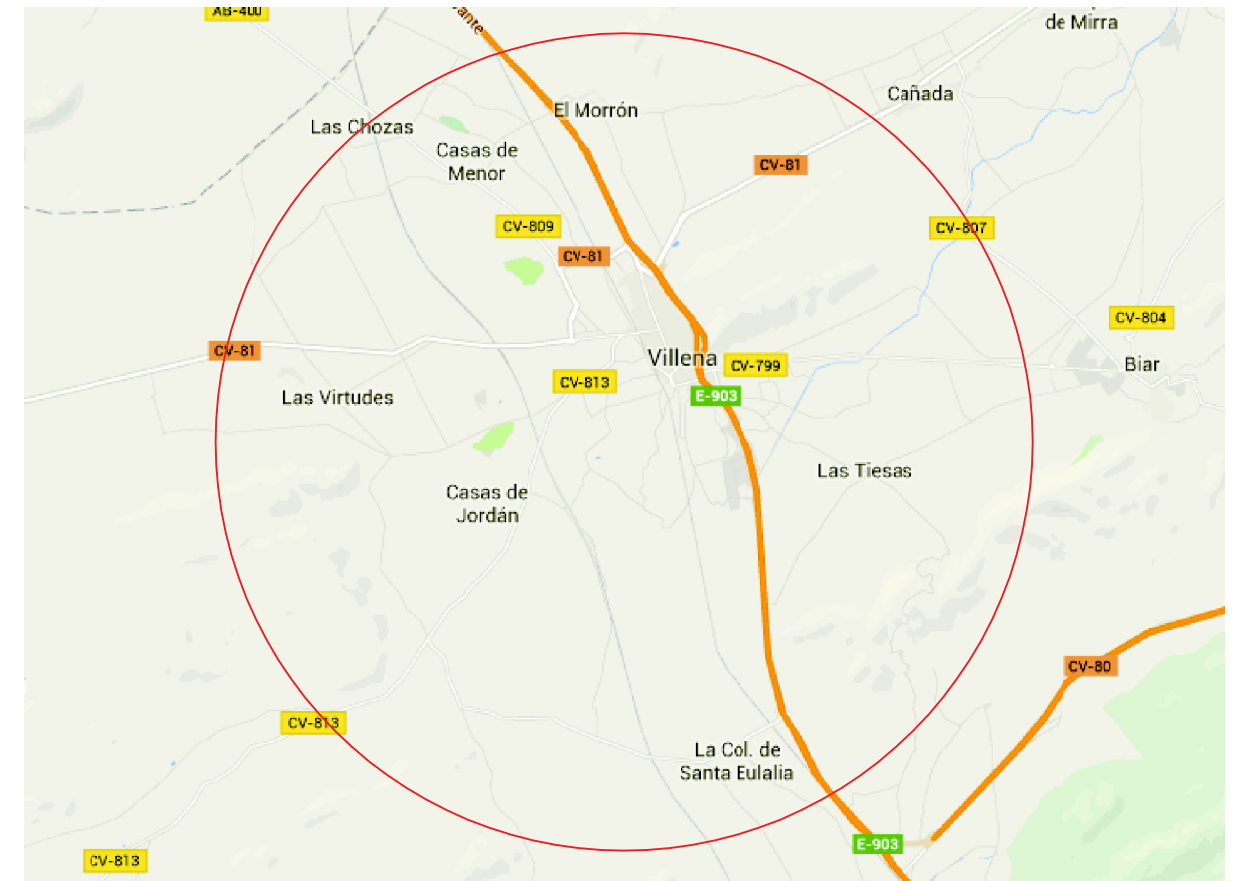 AB-400
ante
de Mirra
Cañada
El Morrón
Las Chozas
Casas de
Menor
CV-81
CV-809
CV-807
CV-81
CV-804
CV-81
Villena
CV-799
Biar
CV-813
E-903
Las Virtudes
Las Tiesas
Casas de
Jordán
CV-80
CV-813
La Col. de
Santa Eulalia
E-903
CV-813